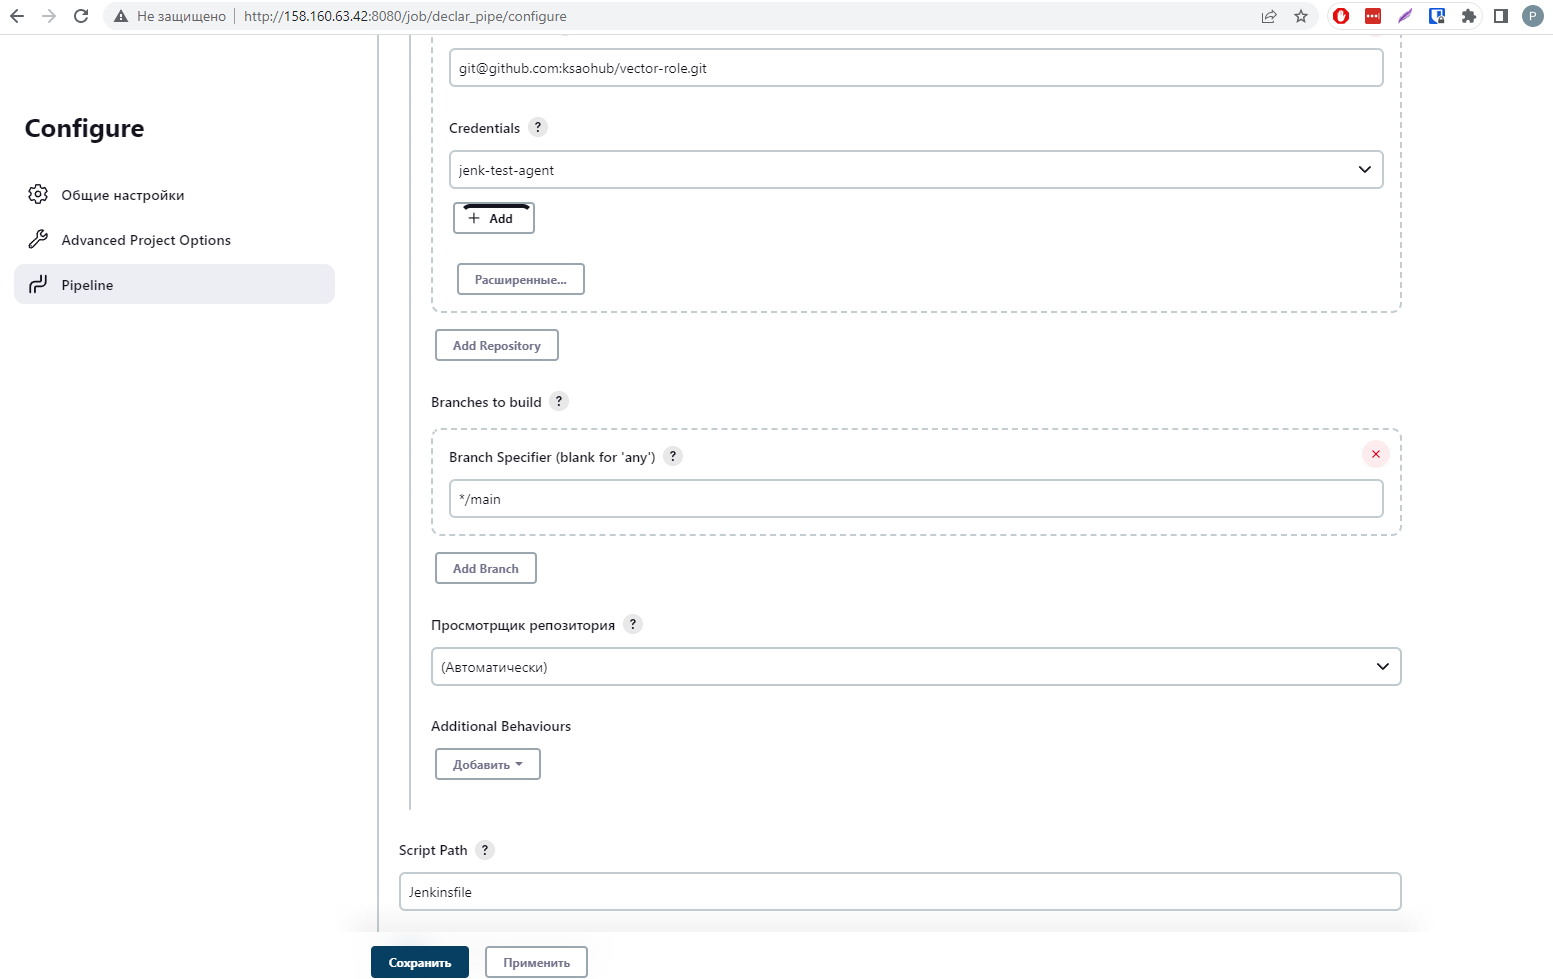 Не защищено
http://158.160.63.42:8080/job/declar_pipe/configure
P
Configure
Общие настройки
Advanced Project Options
Pipeline
git@github.com:ksaohub/vector-role.git
Credentials ?
jenk-test-agent
+ Add
Расширенные...
Add Repository
Branches to build ?
Branch Specifier (blank for 'any') ?
*/main
Add Branch
Просмотрщик репозитория ?
(Автоматически)
Additional Behaviours
Добавить
Script Path ?
Jenkinsfile
Сохранить
Применить